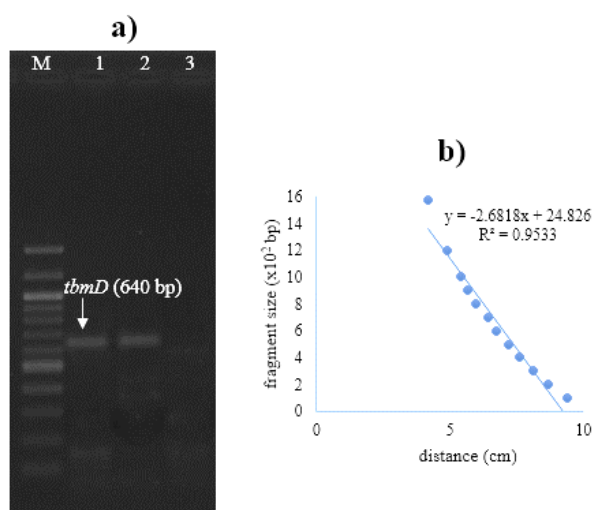 a)
M 1 2 3
tbmD (640 bp)
b)
y = -2.6818x + 24.826
R² = 0.9533
16
14
12
10
8
6
4
2
0
fragment size (x10² bp)
0 5 10
distance (cm)